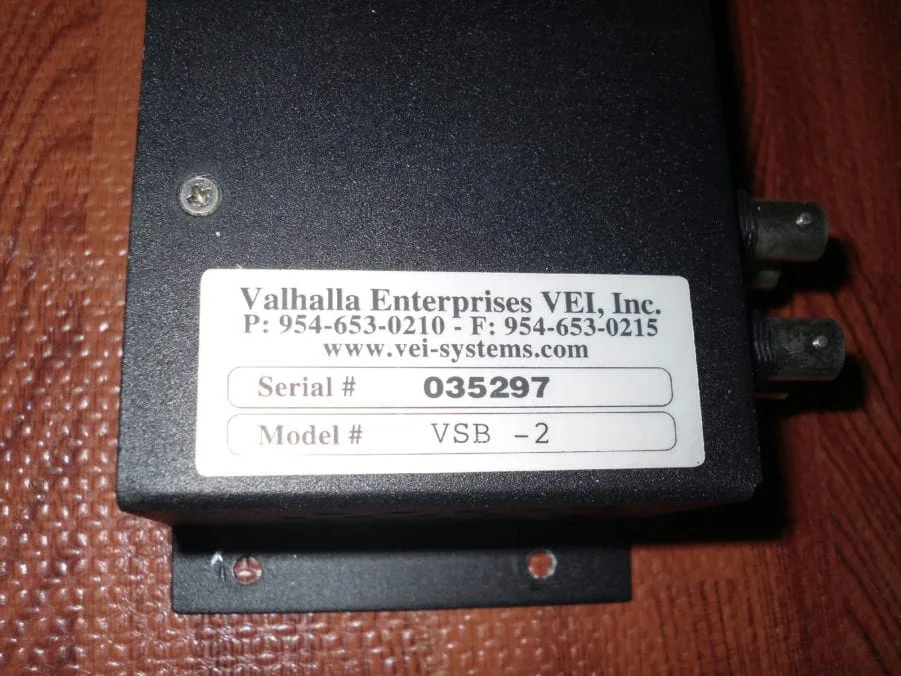 Valhalla Enterprises VEI, Inc.
P: 954-653-0210 - F: 954-653-0215
www.vei-systems.com
Serial # 035297
Model # VSB -2